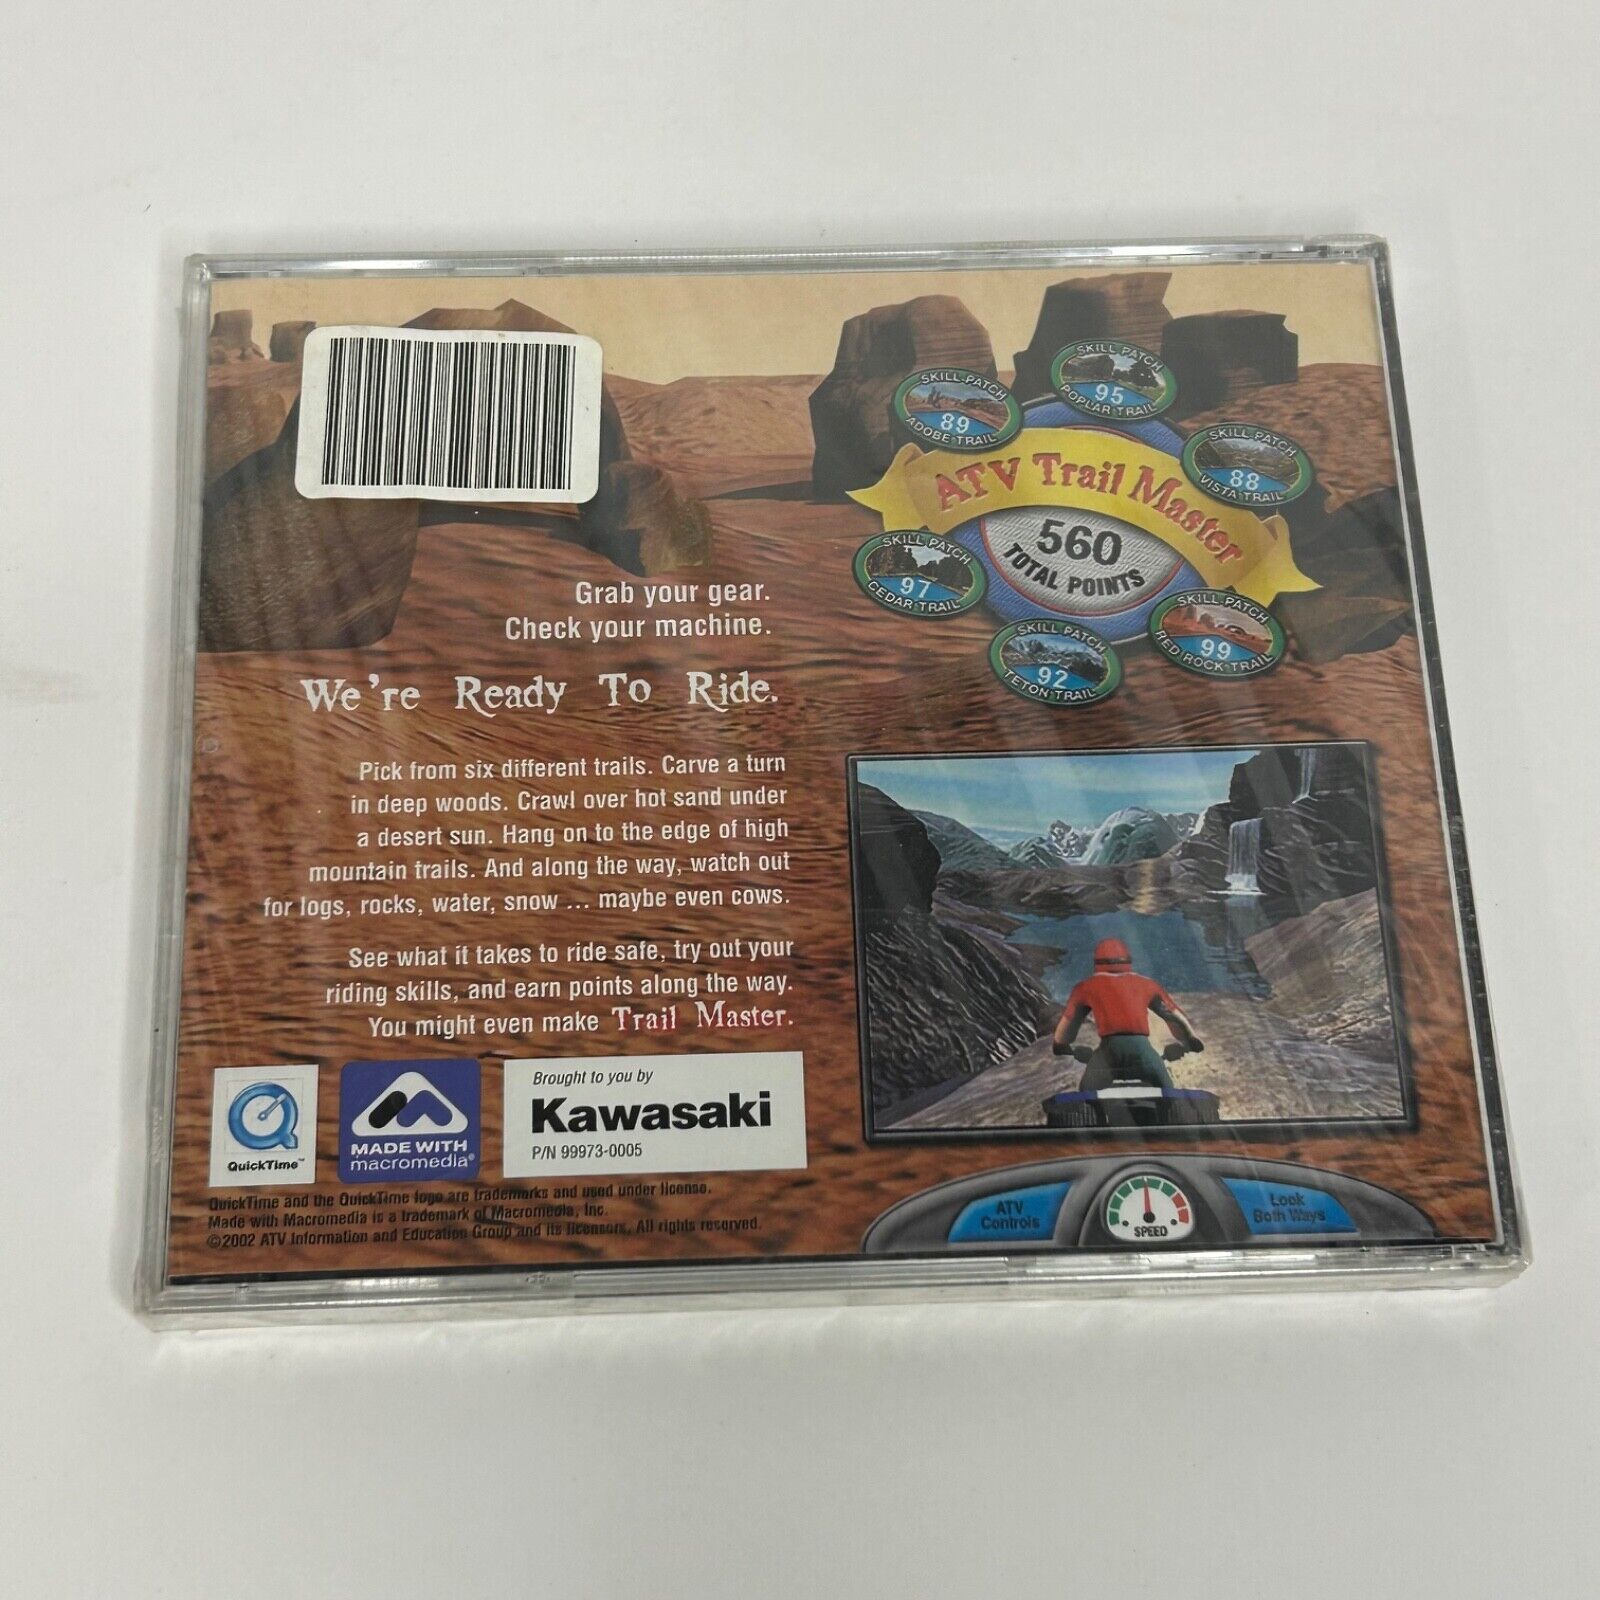 SKILL PATCH
89
ADOBE TRAIL
SKILL PATCH
95
POPLAR TRAIL
SKILL PATCH
88
VISTA TRAIL
ATV Trail Master
560
TOTAL POINTS
SKILL PATCH
97
CEDAR TRAIL
SKILL PATCH
92
TETON TRAIL
SKILL PATCH
99
RED ROCK TRAIL
Grab your gear.
Check your machine.
We're Ready To Ride.
Pick from six different trails. Carve a turn
in deep woods. Crawl over hot sand under
a desert sun. Hang on to the edge of high
mountain trails. And along the way, watch out
for logs, rocks, water, snow ... maybe even cows.
See what it takes to ride safe, try out your
riding skills, and earn points along the way.
You might even make Trail Master.
QuickTime™
MADE WITH
macromedia®
Brought to you by
Kawasaki
P/N 99973-0005
QuickTime and the QuickTime logo are trademarks and used under license.
Made with Macromedia is a trademark of Macromedia, Inc.
©2002 ATV Information and Education Group and its licensors. All rights reserved.
ATV
Controls
SPEED
Look
Both Ways